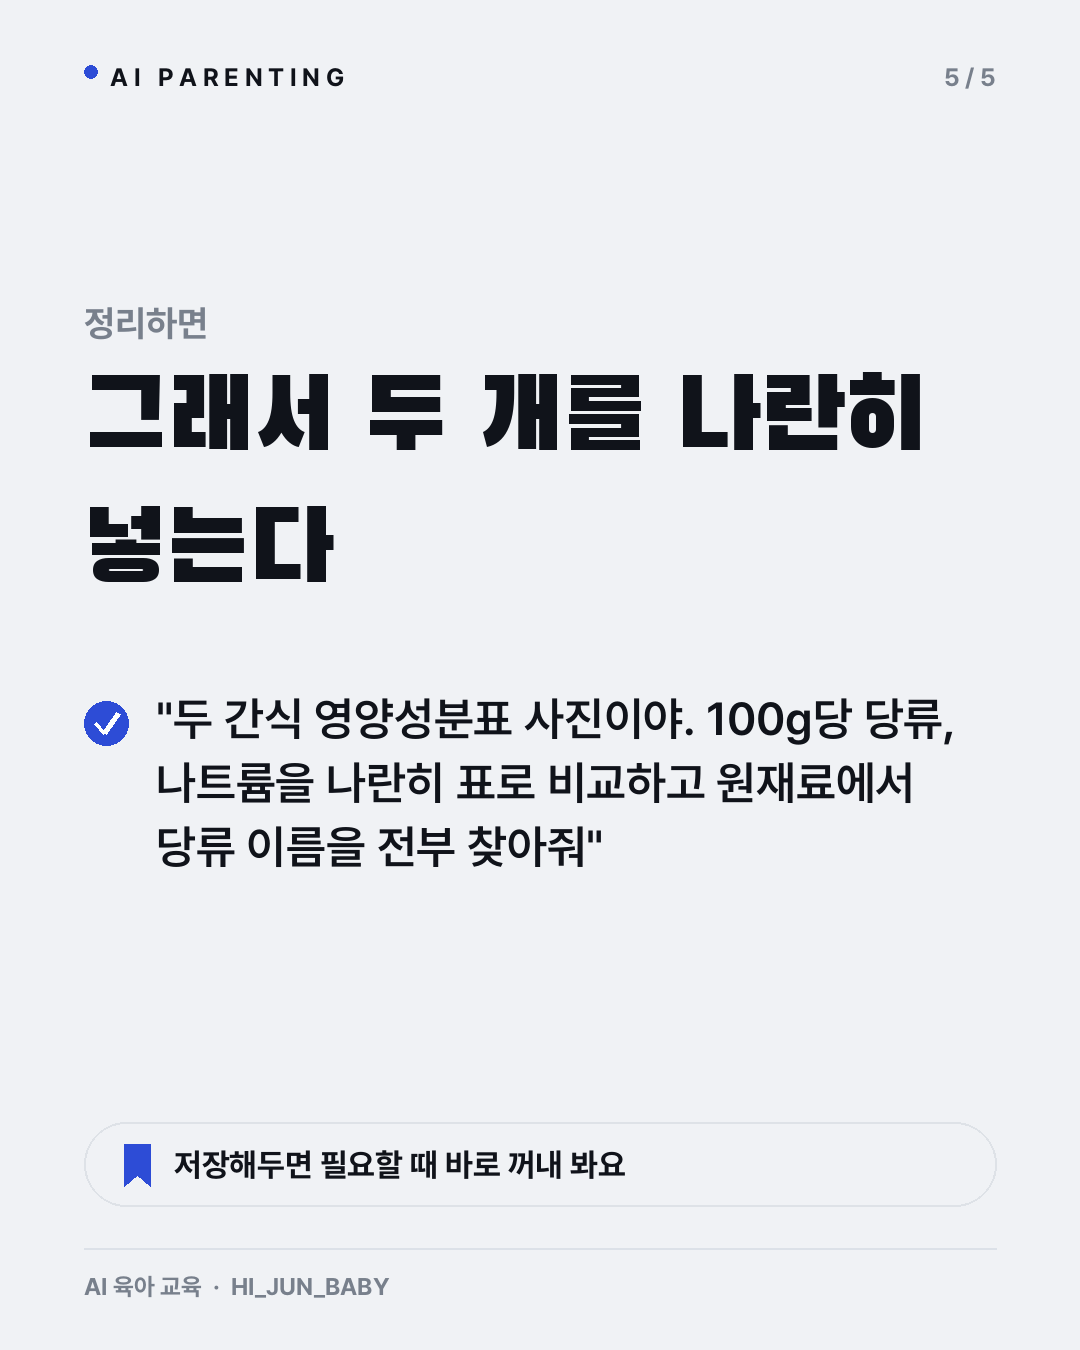 AI PARENTING
5 / 5
정리하면
그래서 두 개를 나란히
넣는다
"두 간식 영양성분표 사진이야. 100g당 당류,
나트륨을 나란히 표로 비교하고 원재료에서
당류 이름을 전부 찾아줘"
저장해두면 필요할 때 바로 꺼내 봐요
AI 육아 교육 · HI_JUN_BABY